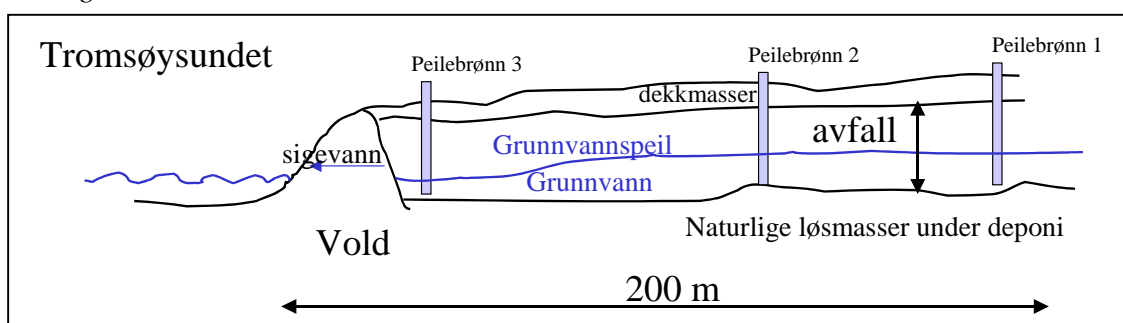 Tromsøysundet
Peilebrønn 3
Peilebrønn 2
Peilebrønn 1
dekkmasser
avfall
sigevann
Grunnvannspeil
Grunnvann
Naturlige løsmasser under deponi
Vold
200 m